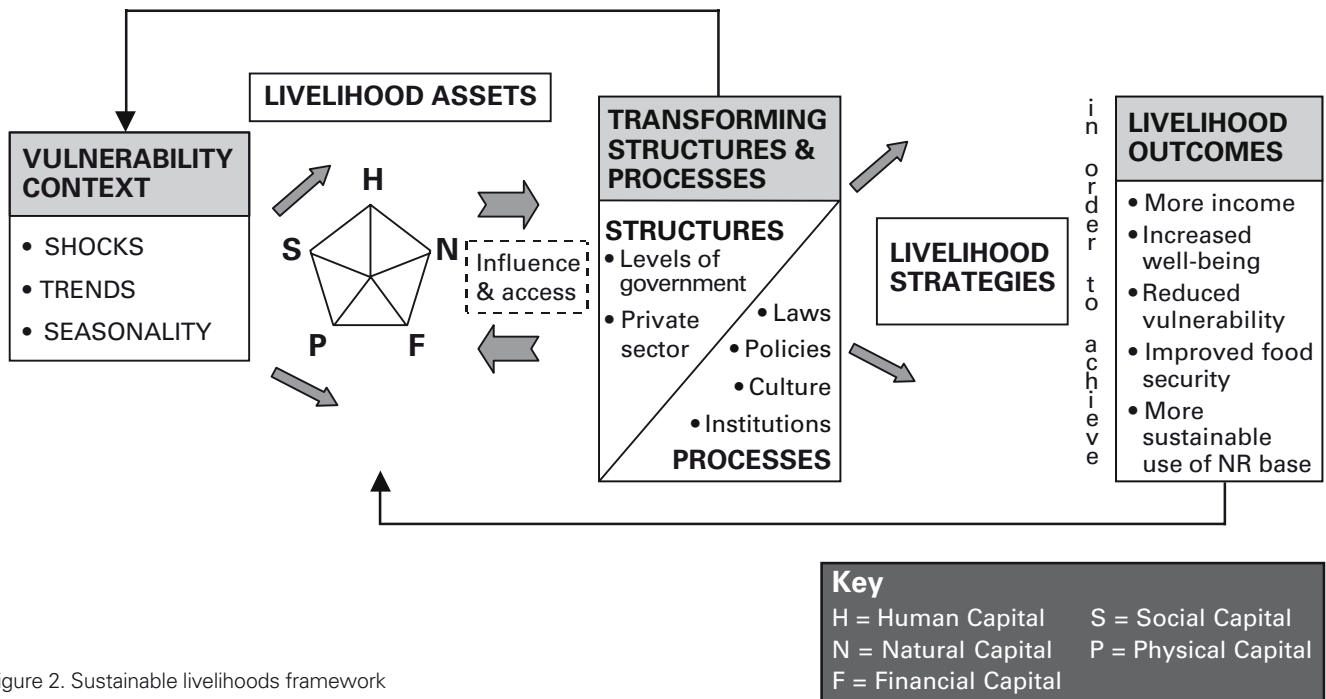 LIVELIHOOD ASSETS
VULNERABILITY
CONTEXT
• SHOCKS
• TRENDS
• SEASONALITY
H
S
N
P
F
Influence
& access
TRANSFORMING
STRUCTURES &
PROCESSES
STRUCTURES
• Levels of
government
• Private
sector
• Laws
• Policies
• Culture
• Institutions
PROCESSES
LIVELIHOOD
STRATEGIES
in order to achieve
LIVELIHOOD
OUTCOMES
• More income
• Increased
well-being
• Reduced
vulnerability
• Improved food
security
• More
sustainable
use of NR base
Key
H = Human Capital S = Social Capital
N = Natural Capital P = Physical Capital
F = Financial Capital
igure 2. Sustainable livelihoods framework